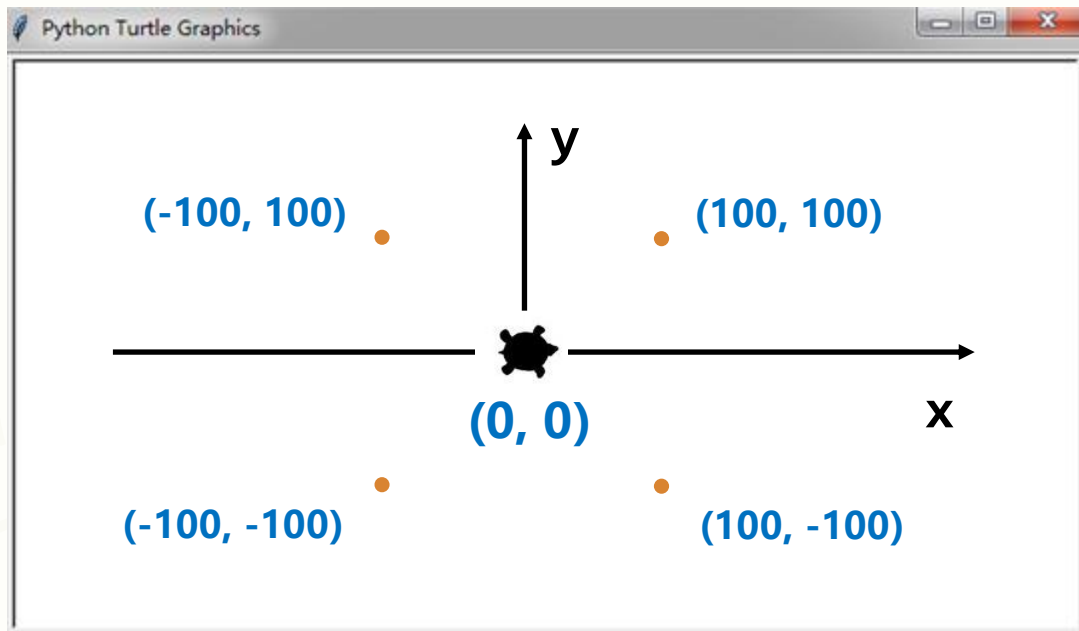 Python Turtle Graphics
y
(-100, 100)
(100, 100)
(0, 0)
x
(-100, -100)
(100, -100)